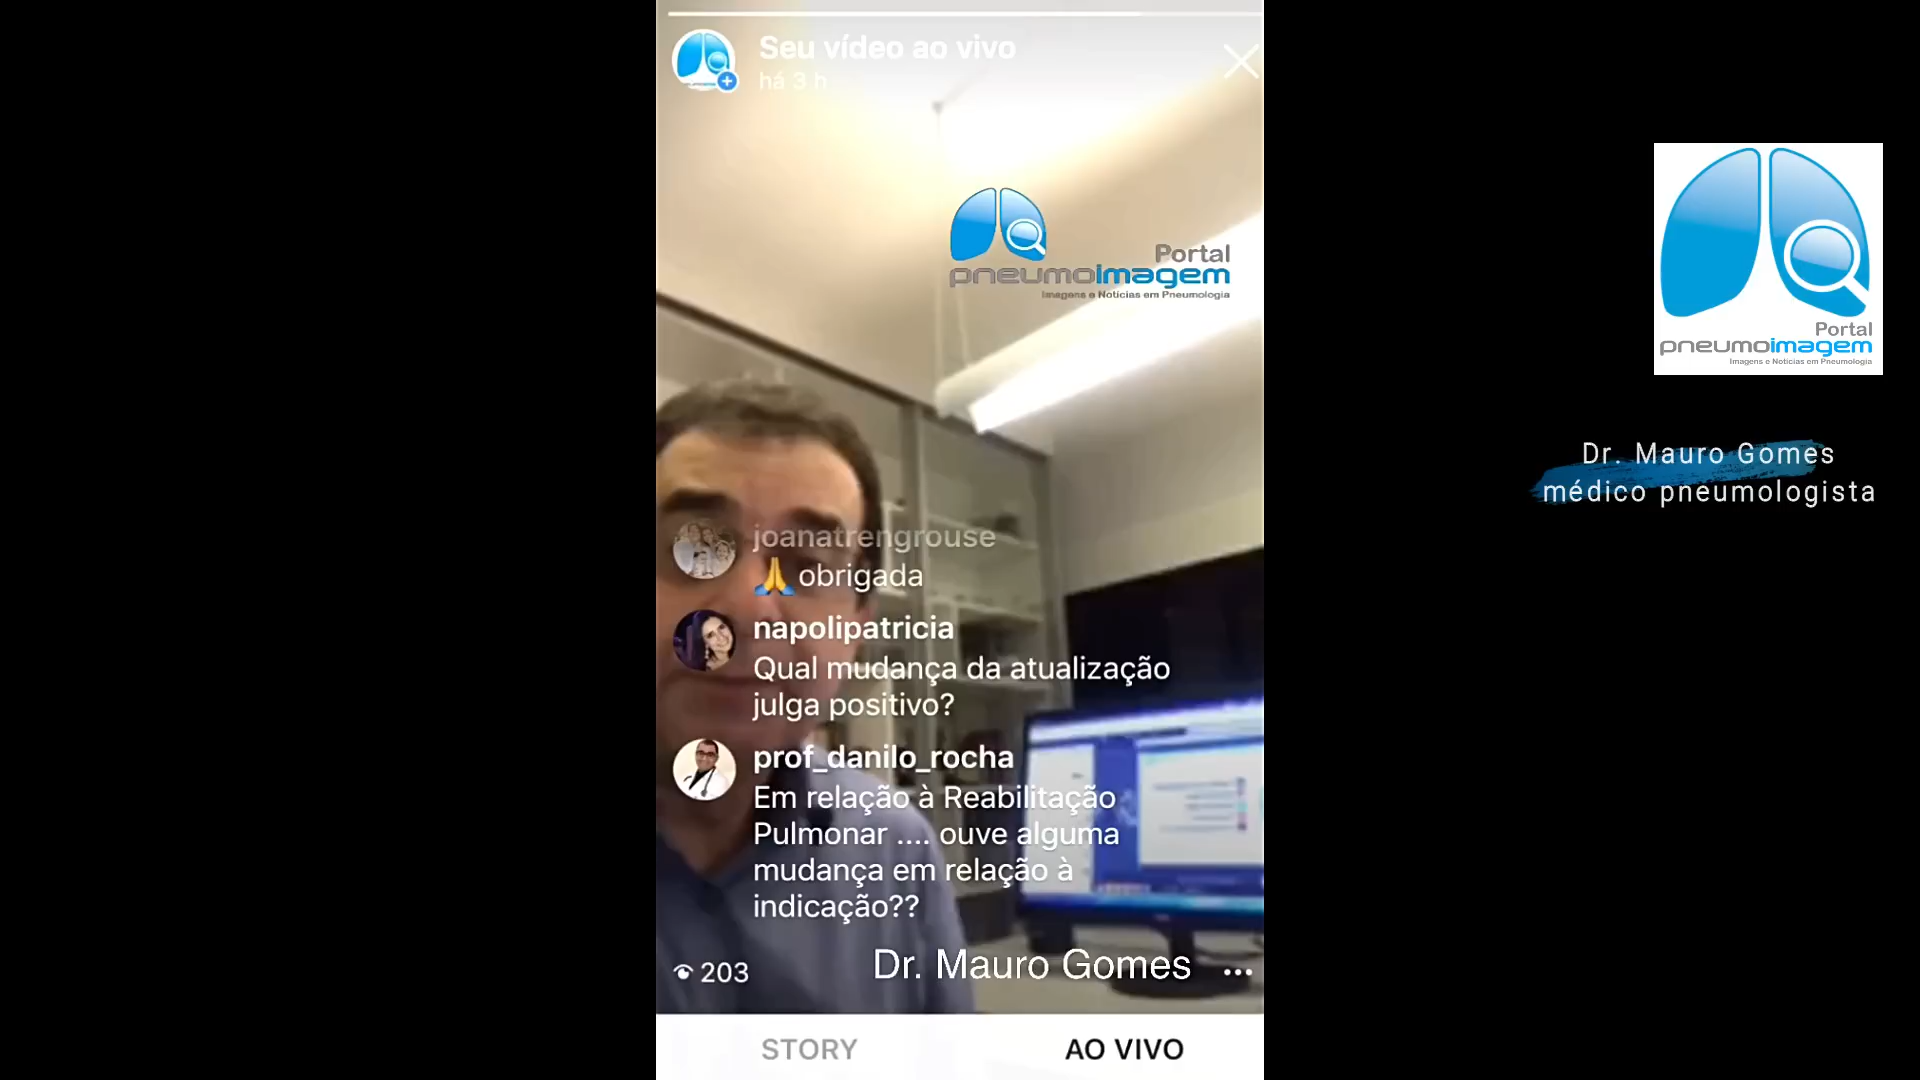 Seu vídeo ao vivo
há 3 h
Portal
pneumoimagem
Imagens e Notícias em Pneumologia
joanatrengrouse
🙏 obrigada
napolipatricia
Qual mudança da atualização
julga positivo?
prof_danilo_rocha
Em relação à Reabilitação
Pulmonar .... ouve alguma
mudança em relação à
indicação??
203
Dr. Mauro Gomes
STORY
AO VIVO
Portal
pneumoimagem
Imagens e Notícias em Pneumologia
Dr. Mauro Gomes
médico pneumologista